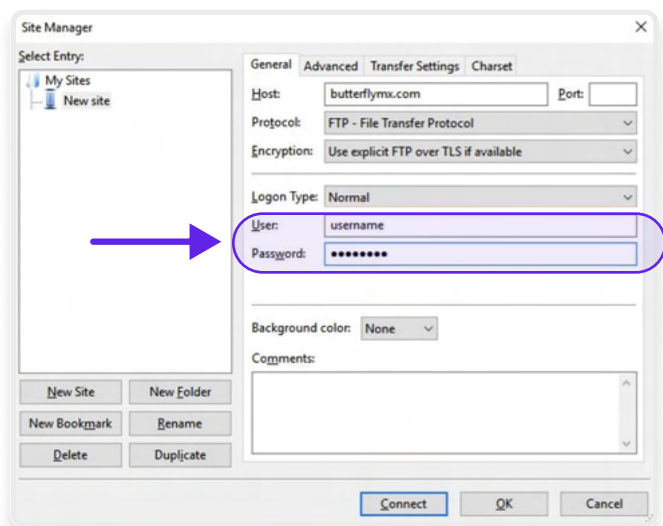 Site Manager
Select Entry:
My Sites
New site
New Site
New Folder
New Bookmark
Rename
Delete
Duplicate
General Advanced Transfer Settings Charset
Host: butterflymx.com Port:
Protocol: FTP - File Transfer Protocol
Encryption: Use explicit FTP over TLS if available
Logon Type: Normal
User: username
Password: ●●●●●●●●
Background color: None
Comments:
Connect
OK
Cancel